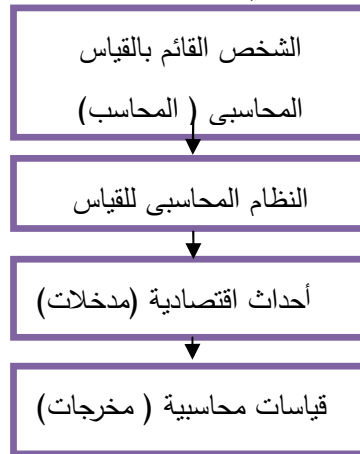 الشخص القائم بالقياس
المحاسبى ( المحاسب)
النظام المحاسبى للقياس
أحداث اقتصادية (مدخلات)
قياسات محاسبية ( مخرجات)